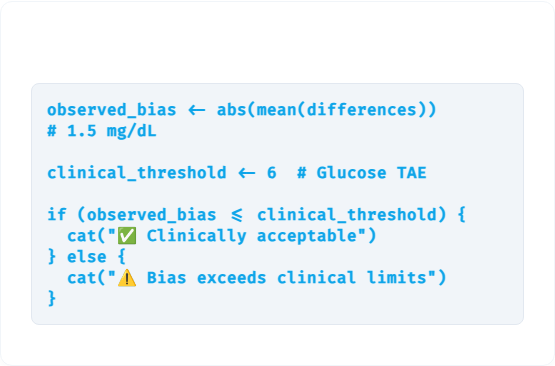 observed_bias <- abs(mean(differences))
# 1.5 mg/dL
clinical_threshold <- 6  # Glucose TAE
if (observed_bias <= clinical_threshold) {
  cat("✅ Clinically acceptable")
} else {
  cat("⚠️ Bias exceeds clinical limits")
}